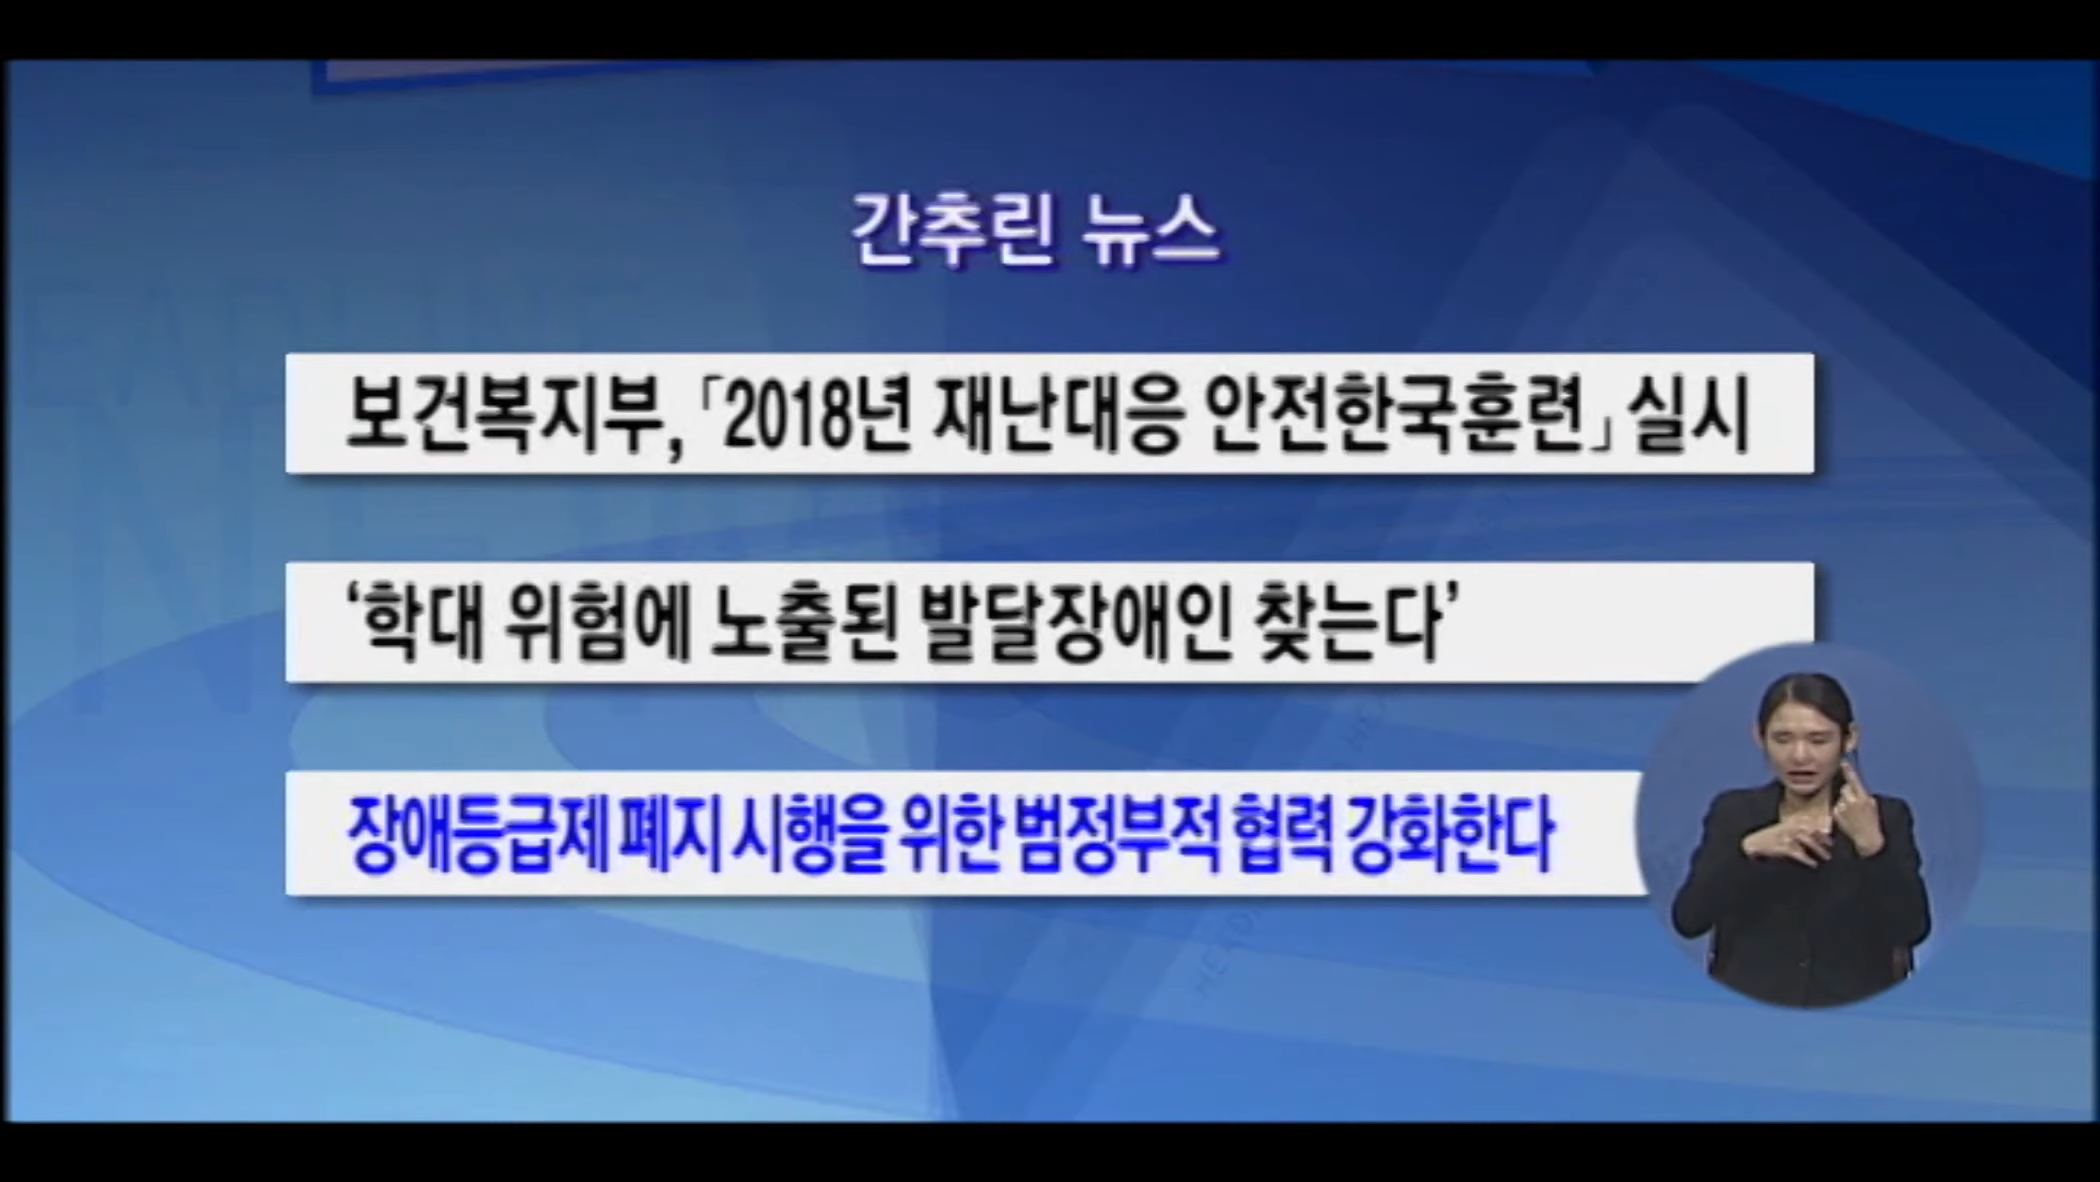 간추린 뉴스
보건복지부, 「2018년 재난대응 안전한국훈련」 실시
‘학대 위험에 노출된 발달장애인 찾는다’
장애등급제 폐지 시행을 위한 범정부적 협력 강화한다